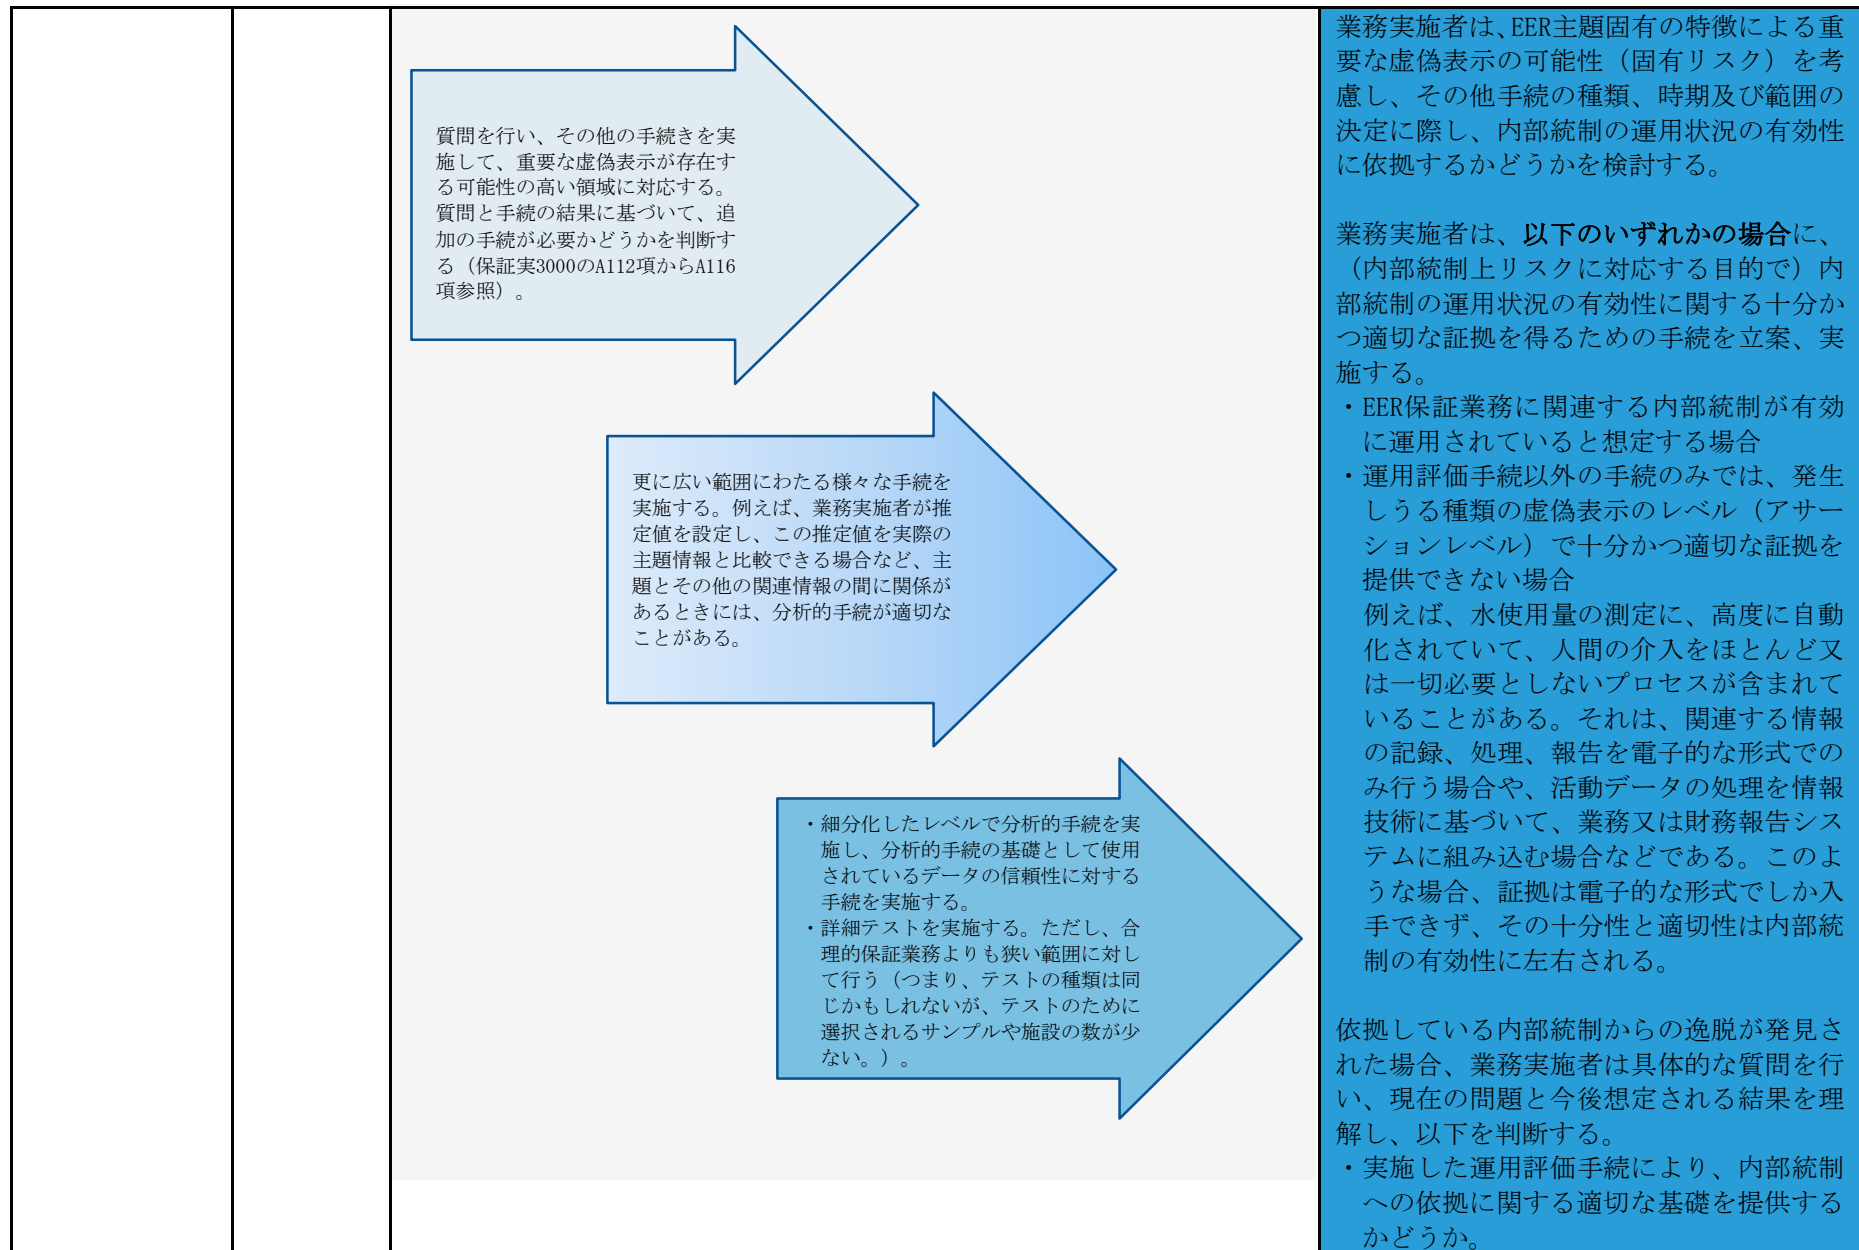 質問を行い、その他の手続きを実
施して、重要な虚偽表示が存在す
る可能性の高い領域に対応する。
質問と手続の結果に基づいて、追
加の手続が必要かどうかを判断す
る（保証実3000のA112項からA116
項参照）。
更に広い範囲にわたる様々な手続を
実施する。例えば、業務実施者が推
定値を設定し、この推定値を実際の
主題情報と比較できる場合など、主
題とその他の関連情報の間に関係が
あるときには、分析的手続が適切な
ことがある。
・細分化したレベルで分析的手続を実
施し、分析的手続の基礎として使用
されているデータの信頼性に対する
手続を実施する。
・詳細テストを実施する。ただし、合
理的保証業務よりも狭い範囲に対し
て行う（つまり、テストの種類は同
じかもしれないが、テストのために
選択されるサンプルや施設の数が少
ない。）。
業務実施者は、EER主題固有の特徴による重
要な虚偽表示の可能性（固有リスク）を考
慮し、その他手続の種類、時期及び範囲の
決定に際し、内部統制の運用状況の有効性
に依拠するかどうかを検討する。
業務実施者は、以下のいずれかの場合に、
（内部統制上リスクに対応する目的で）内
部統制の運用状況の有効性に関する十分か
つ適切な証拠を得るための手続を立案、実
施する。
・EER保証業務に関連する内部統制が有効
に運用されていると想定する場合
・運用評価手続以外の手続のみでは、発生
しうる種類の虚偽表示のレベル（アサー
ションレベル）で十分かつ適切な証拠を
提供できない場合
例えば、水使用量の測定に、高度に自動
化されていて、人間の介入をほとんど又
は一切必要としないプロセスが含まれて
いることがある。それは、関連する情報
の記録、処理、報告を電子的な形式での
み行う場合や、活動データの処理を情報
技術に基づいて、業務又は財務報告シス
テムに組み込む場合などである。このよ
うな場合、証拠は電子的な形式でしか入
手できず、その十分性と適切性は内部統
制の有効性に左右される。
依拠している内部統制からの逸脱が発見さ
れた場合、業務実施者は具体的な質問を行
い、現在の問題と今後想定される結果を理
解し、以下を判断する。
・実施した運用評価手続により、内部統制
への依拠に関する適切な基礎を提供する
かどうか。